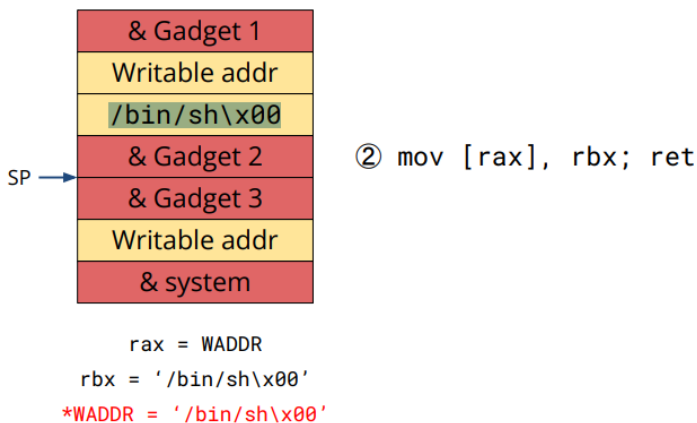 & Gadget 1
Writable addr
/bin/sh\x00
& Gadget 2
② mov [rax], rbx; ret
SP
& Gadget 3
Writable addr
& system
rax = WADDR
rbx = ‘/bin/sh\x00’
*WADDR = ‘/bin/sh\x00’